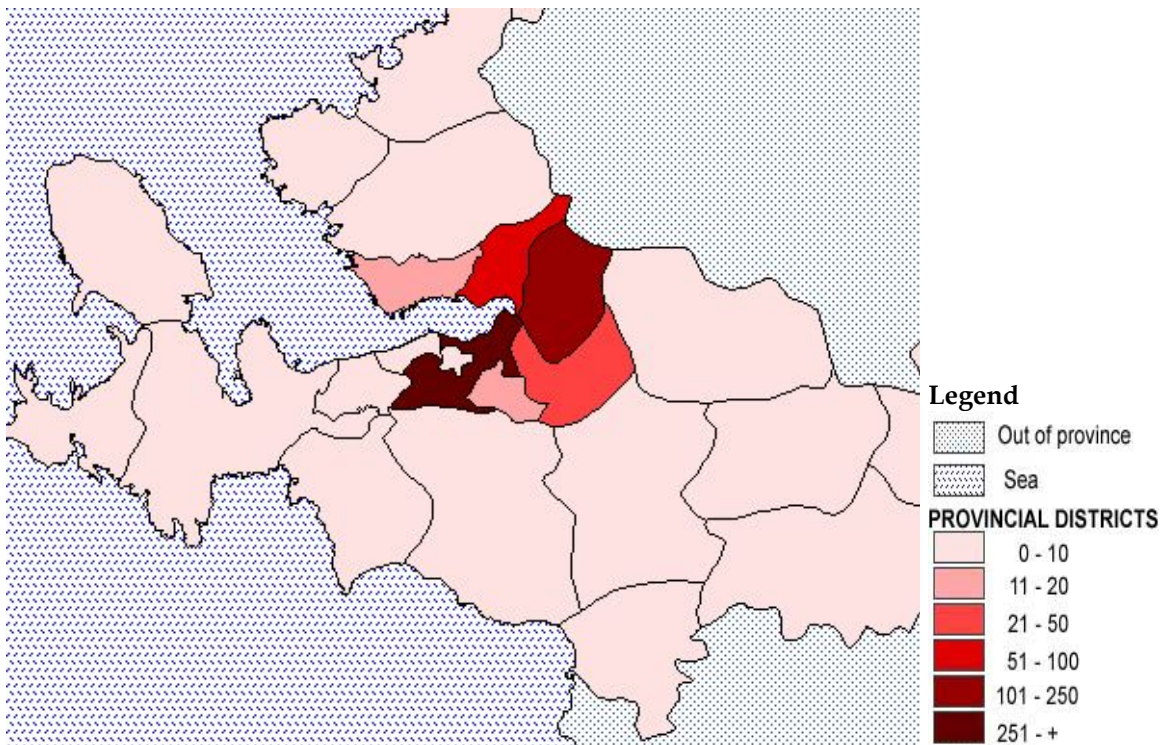 Legend
Out of province
Sea
PROVINCIAL DISTRICTS
0 - 10
11 - 20
21 - 50
51 - 100
101 - 250
251 - +